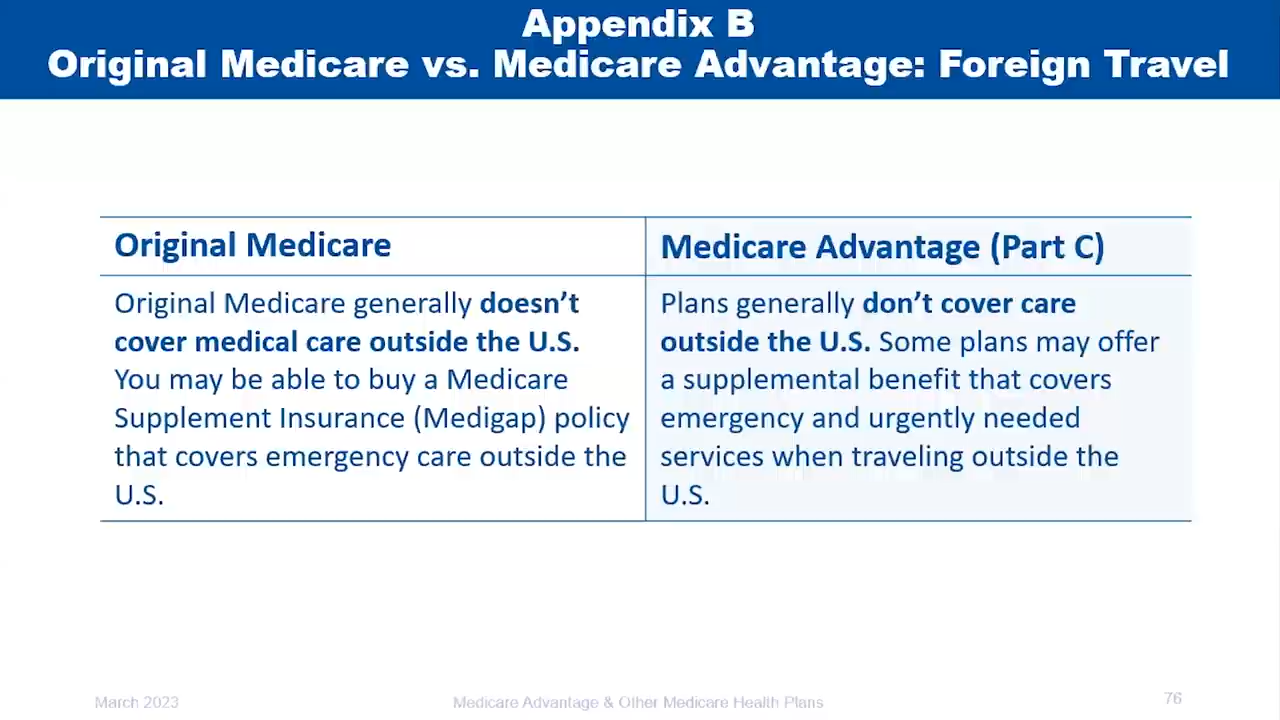 Appendix B
Original Medicare vs. Medicare Advantage: Foreign Travel
Original Medicare
Original Medicare generally doesn’t
cover medical care outside the U.S.
You may be able to buy a Medicare
Supplement Insurance (Medigap) policy
that covers emergency care outside the
U.S.
Medicare Advantage (Part C)
Plans generally don’t cover care
outside the U.S. Some plans may offer
a supplemental benefit that covers
emergency and urgently needed
services when traveling outside the
U.S.
March 2023
Medicare Advantage & Other Medicare Health Plans
76